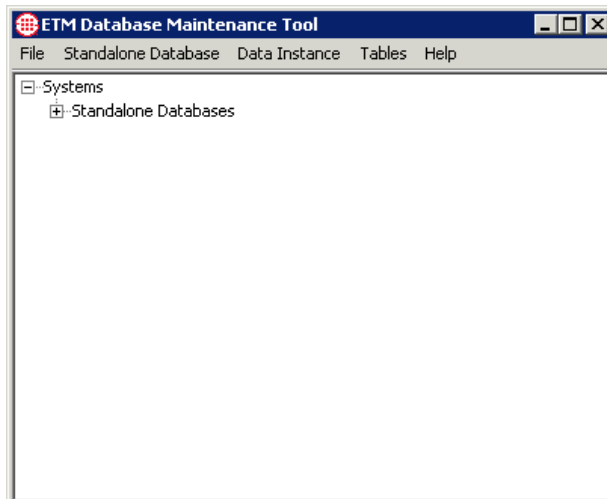 ETM Database Maintenance Tool
File Standalone Database Data Instance Tables Help
Systems
Standalone Databases